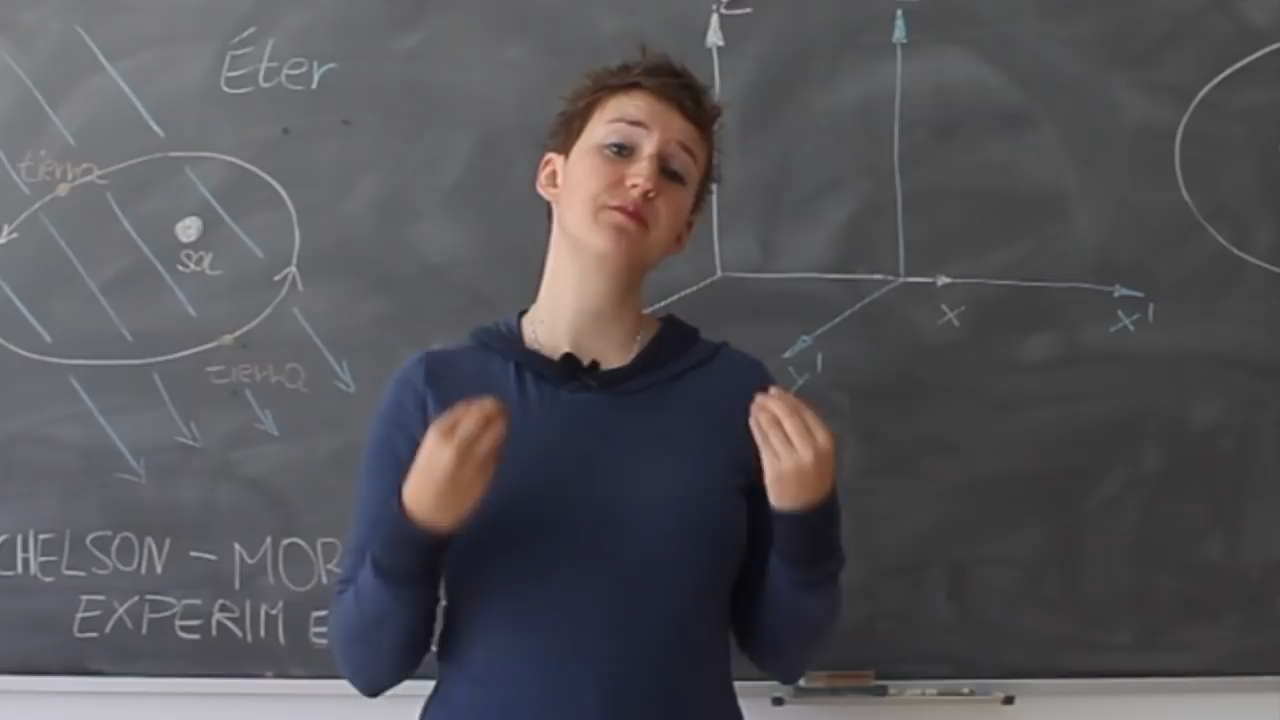 Éter
z
tierra
SOL
x
x'
y'
tierra
CHELSON - MOR
EXPERIM E